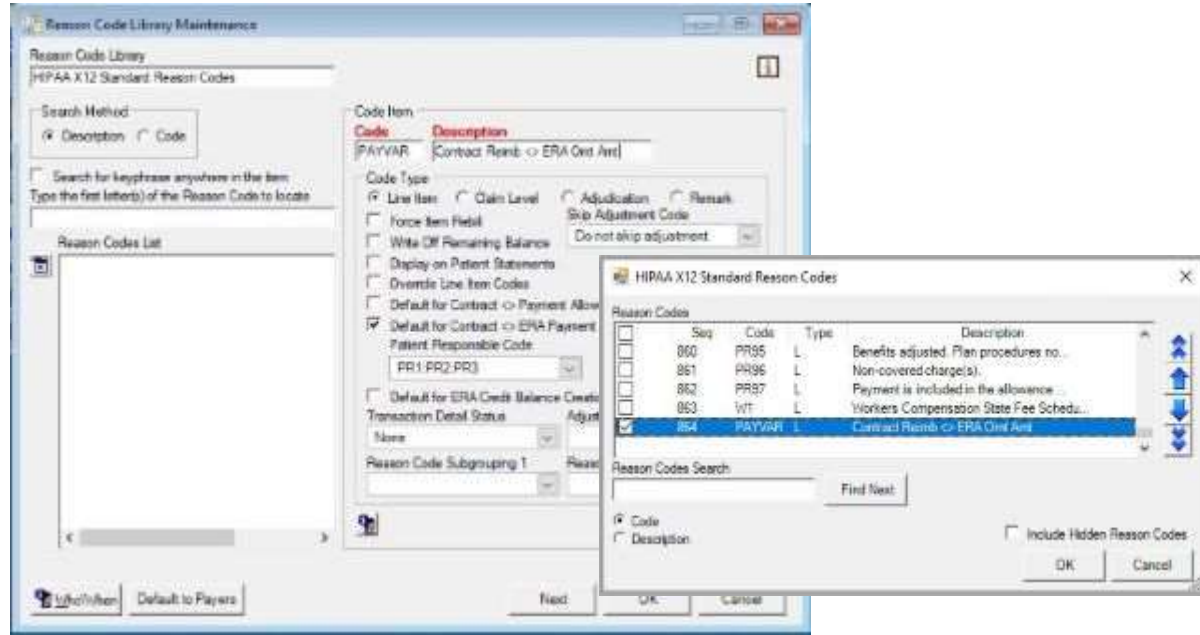 Reason Code Library Maintenance
Reason Code Library
HIPAA X12 Standard Reason Codes
Search Method
Description Code
Search for keyphrase anywhere in the item
Type the first letter(s) of the Reason Code to locate
Reason Codes List
Code Item
Code Description
PAYVAR Contract Reimb <> ERA Omt Amt
Code Type
Line Item Claim Level Adjudication Remark
Force Item Rebill
Skip Adjustment Code
Write Off Remaining Balance
Do not skip adjustment
Display on Patient Statements
Override Line Item Codes
Default for Contract <> Payment Allow
Default for Contract <> ERA Payment
Patient Responsible Code
PR1 PR2 PR3
Default for ERA Credit Balance Creatio
Transaction Detail Status Adjust
None
Reason Code Subgrouping 1 Reaso
Who/When Default to Payers Next OK Cancel
HIPAA X12 Standard Reason Codes
Reason Codes
Seq Code Type Description
860 PR95 L Benefits adjusted. Plan procedures no...
861 PR96 L Non-covered charge(s).
862 PR97 L Payment is included in the allowance ...
863 WT L Workers Compensation State Fee Schedu...
864 PAYVAR L Contract Reimb <> ERA Omt Amt
Reason Codes Search
Find Next
Code
Description
Include Hidden Reason Codes
OK Cancel